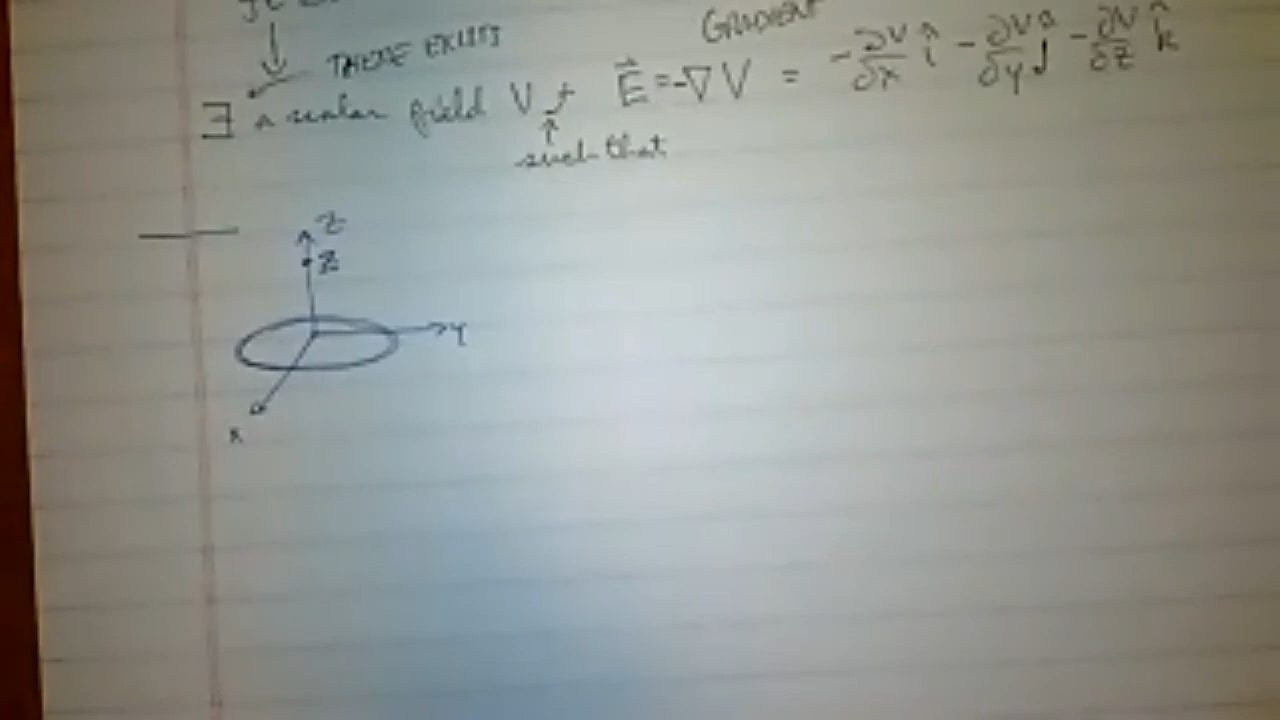 GRADIENT
THERE EXISTS
∃ a scalar field V ∋ E⃗ = -∇V = -∂V/∂x î - ∂V/∂y ĵ - ∂V/∂z k̂
such that
z
z
y
x